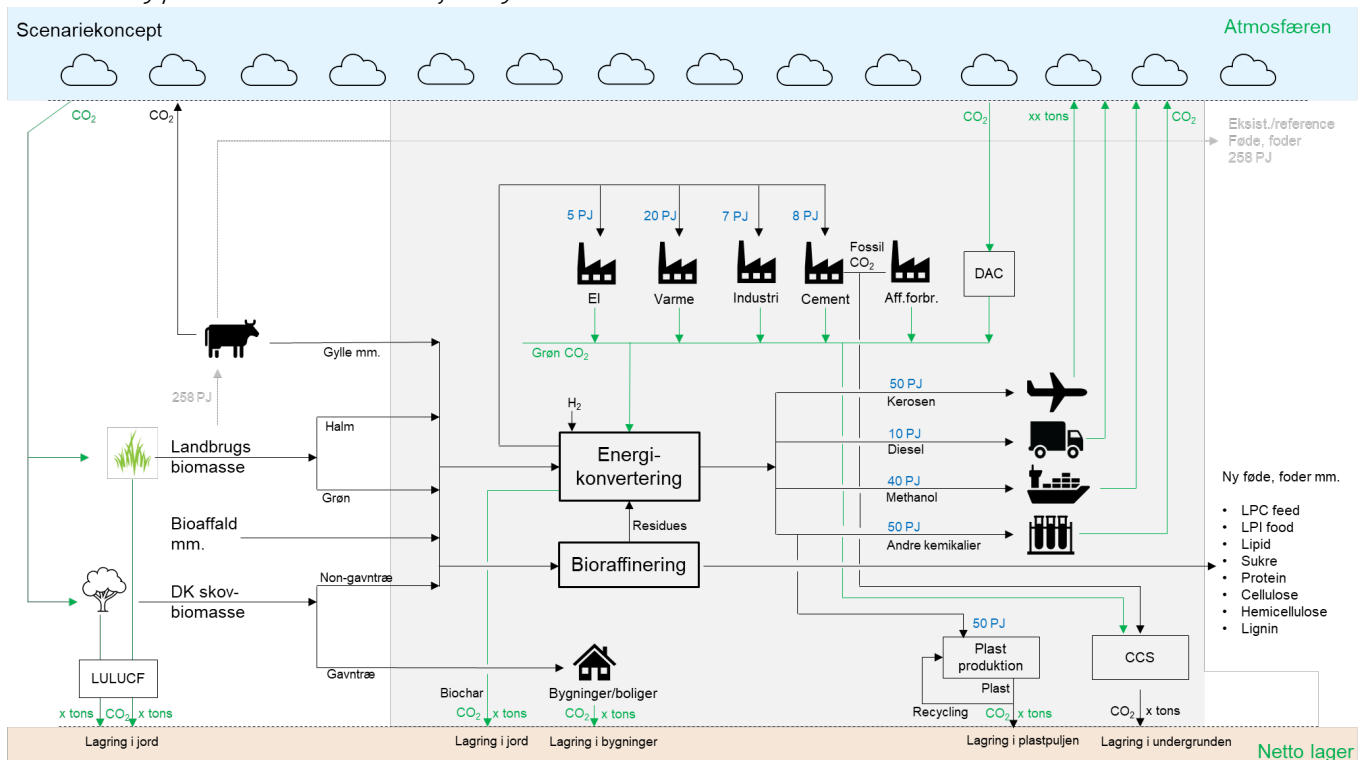 Scenariekoncept
Atmosfæren
CO2
CO2
CO2
xx tons
CO2
Eksist./reference
Føde, foder
258 PJ
5 PJ
20 PJ
7 PJ
8 PJ
Fossil
CO2
DAC
El
Varme
Industri
Cement
Aff.forbr.
Gylle mm.
Grøn CO2
258 PJ
50 PJ
Kerosen
H2
Halm
Landbrugs
biomasse
Energi-
konvertering
10 PJ
Diesel
Grøn
40 PJ
Methanol
Ny føde, foder mm.
• LPC feed
• LPI food
• Lipid
• Sukre
• Protein
• Cellulose
• Hemicellulose
• Lignin
Bioaffald
mm.
Residues
50 PJ
Andre kemikalier
Bioraffinering
Non-gavntræ
DK skov-
biomasse
50 PJ
Plast
produktion
CCS
LULUCF
Gavntræ
Plast
Biochar
Bygninger/boliger
Recycling
x tons
CO2
x tons
CO2
x tons
CO2
x tons
CO2
x tons
CO2
x tons
Lagring i jord
Lagring i jord
Lagring i bygninger
Lagring i plastpuljen
Lagring i undergrunden
Netto lager